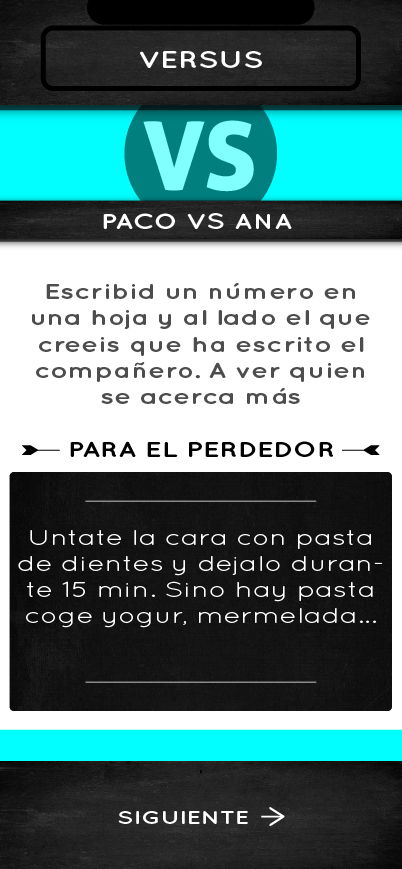 VERSUS
VS
PACO VS ANA
Escribid un número en
una hoja y al lado el que
creeis que ha escrito el
compañero. A ver quien
se acerca más
PARA EL PERDEDOR
Untate la cara con pasta
de dientes y dejalo duran-
te 15 min. Sino hay pasta
coge yogur, mermelada...
SIGUIENTE →